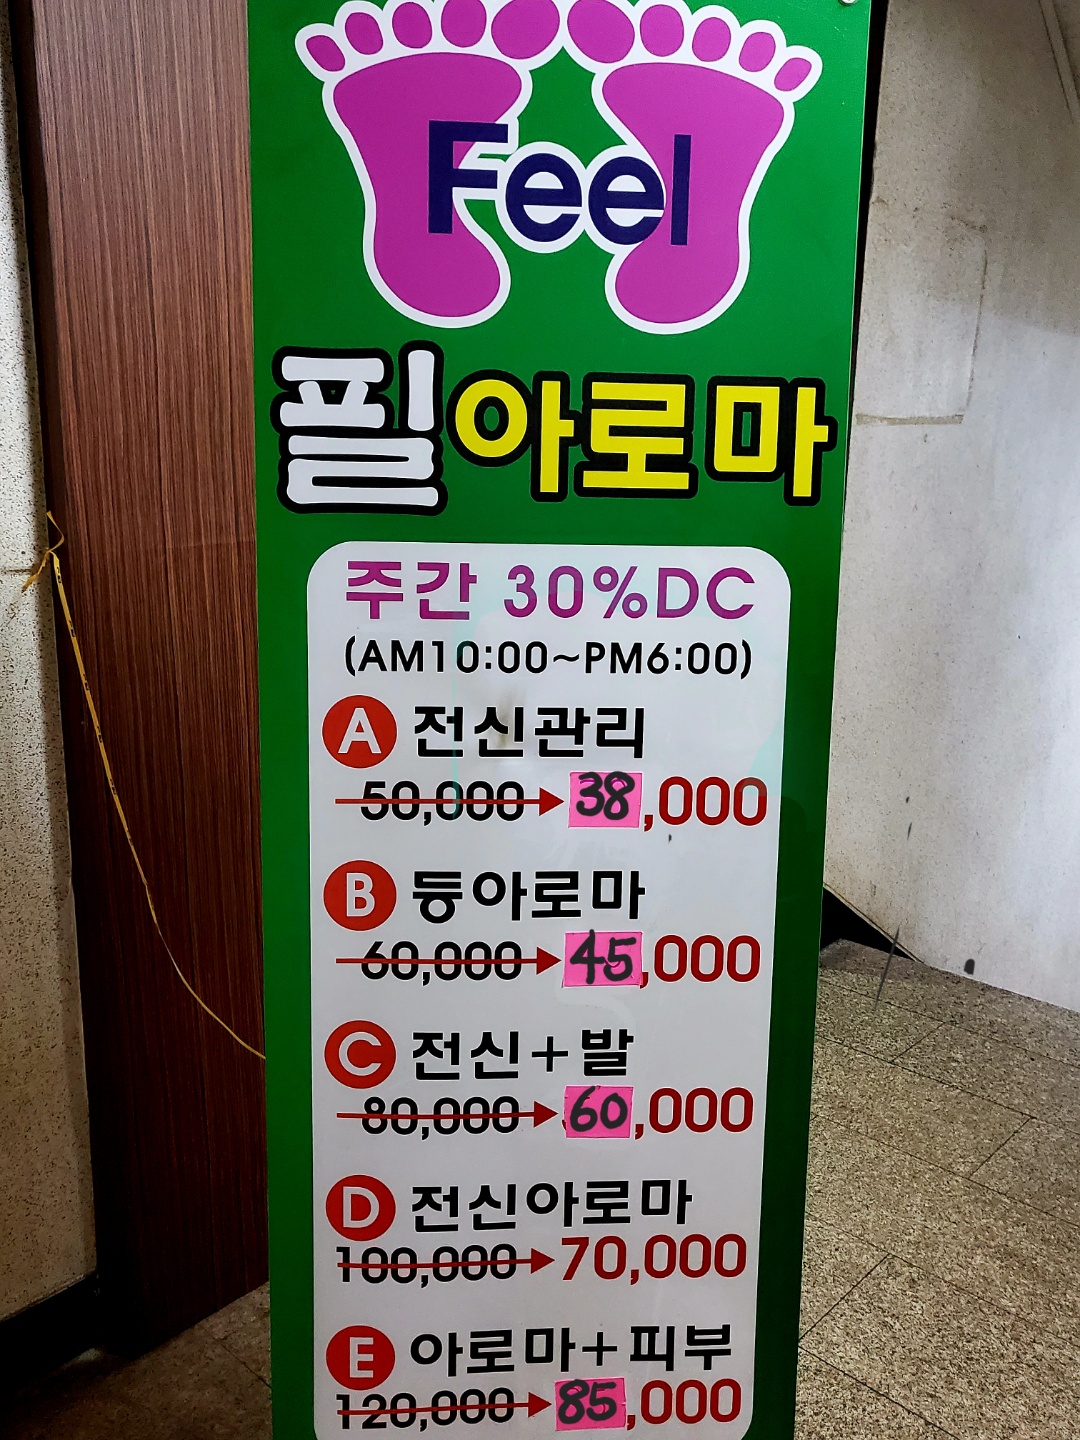 Feel
필아로마
주간 30%DC
(AM10:00~PM6:00)
A 전신관리
50,000 → 38,000
B 등아로마
60,000 → 45,000
C 전신+발
80,000 → 60,000
D 전신아로마
100,000 → 70,000
E 아로마+피부
120,000 → 85,000